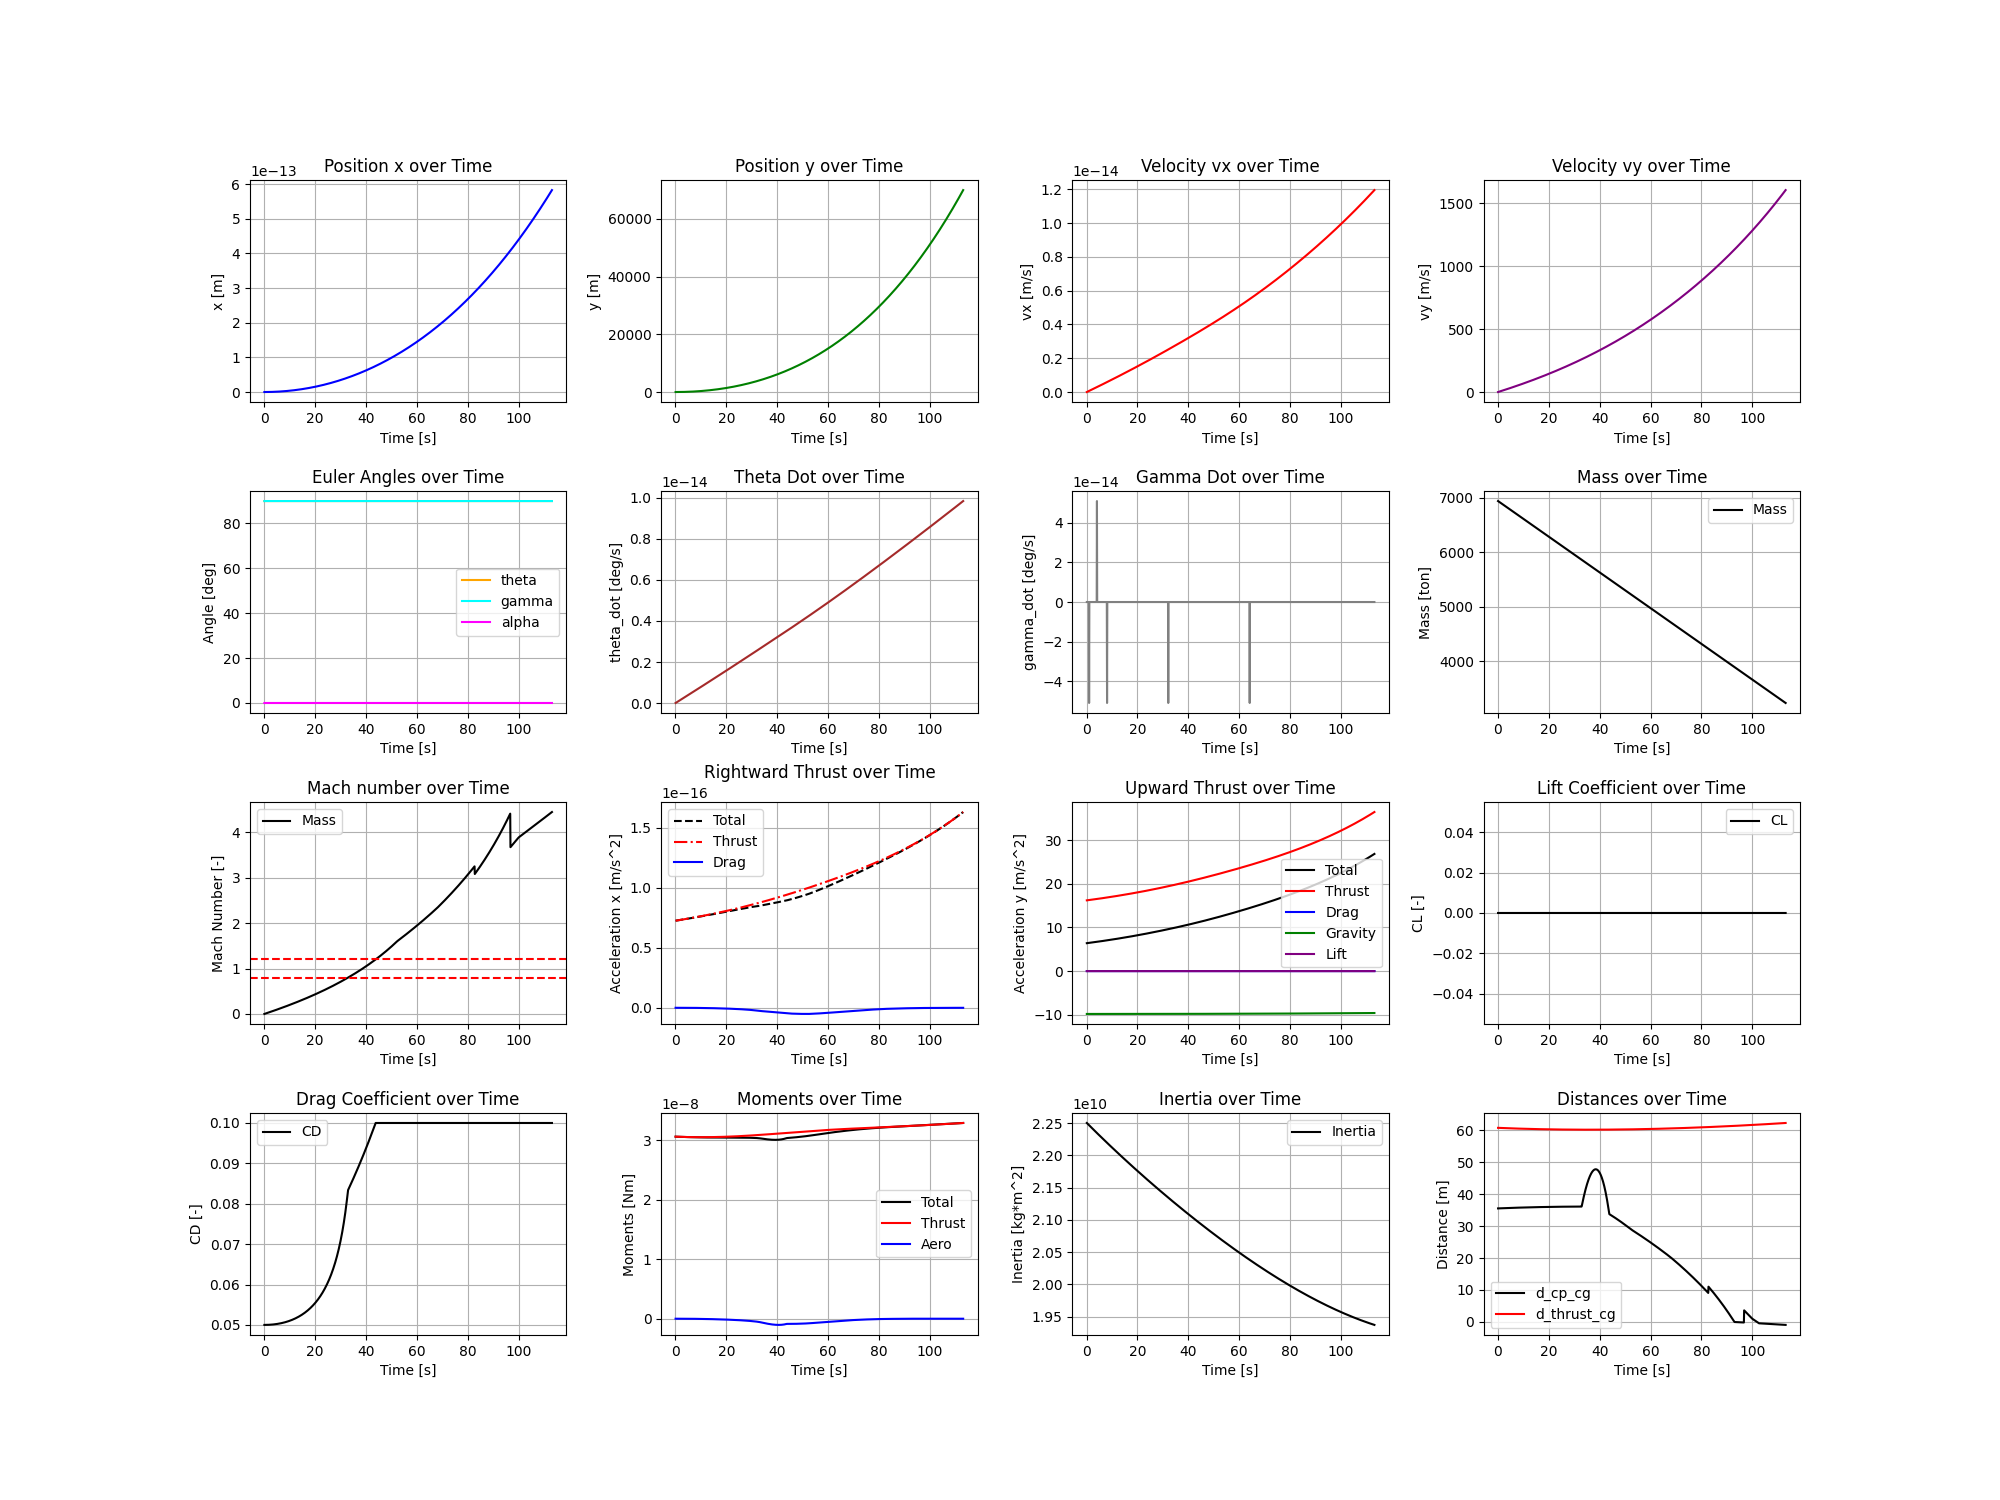 Position x over Time
1e−13
x [m]
6
5
4
3
2
1
0
0 20 40 60 80 100
Time [s]
Position y over Time
y [m]
60000
40000
20000
0
0 20 40 60 80 100
Time [s]
Velocity vx over Time
1e−14
vx [m/s]
1.2
1.0
0.8
0.6
0.4
0.2
0.0
0 20 40 60 80 100
Time [s]
Velocity vy over Time
vy [m/s]
1500
1000
500
0
0 20 40 60 80 100
Time [s]
Euler Angles over Time
Angle [deg]
80
60
40
20
0
theta
gamma
alpha
0 20 40 60 80 100
Time [s]
Theta Dot over Time
1e−14
theta_dot [deg/s]
1.0
0.8
0.6
0.4
0.2
0.0
0 20 40 60 80 100
Time [s]
Gamma Dot over Time
1e−14
gamma_dot [deg/s]
4
2
0
−2
−4
0 20 40 60 80 100
Time [s]
Mass over Time
Mass [ton]
7000
6000
5000
4000
Mass
0 20 40 60 80 100
Time [s]
Mach number over Time
Mach Number [-]
4
3
2
1
0
Mass
0 20 40 60 80 100
Time [s]
Rightward Thrust over Time
1e−16
Acceleration x [m/s^2]
1.5
1.0
0.5
0.0
Total
Thrust
Drag
0 20 40 60 80 100
Time [s]
Upward Thrust over Time
Acceleration y [m/s^2]
30
20
10
0
−10
Total
Thrust
Drag
Gravity
Lift
0 20 40 60 80 100
Time [s]
Lift Coefficient over Time
CL [-]
0.04
0.02
0.00
−0.02
−0.04
CL
0 20 40 60 80 100
Time [s]
Drag Coefficient over Time
CD [-]
0.10
0.09
0.08
0.07
0.06
0.05
CD
0 20 40 60 80 100
Time [s]
Moments over Time
1e−8
Moments [Nm]
3
2
1
0
Total
Thrust
Aero
0 20 40 60 80 100
Time [s]
Inertia over Time
1e10
Inertia [kg*m^2]
2.25
2.20
2.15
2.10
2.05
2.00
1.95
Inertia
0 20 40 60 80 100
Time [s]
Distances over Time
Distance [m]
60
50
40
30
20
10
0
d_cp_cg
d_thrust_cg
0 20 40 60 80 100
Time [s]